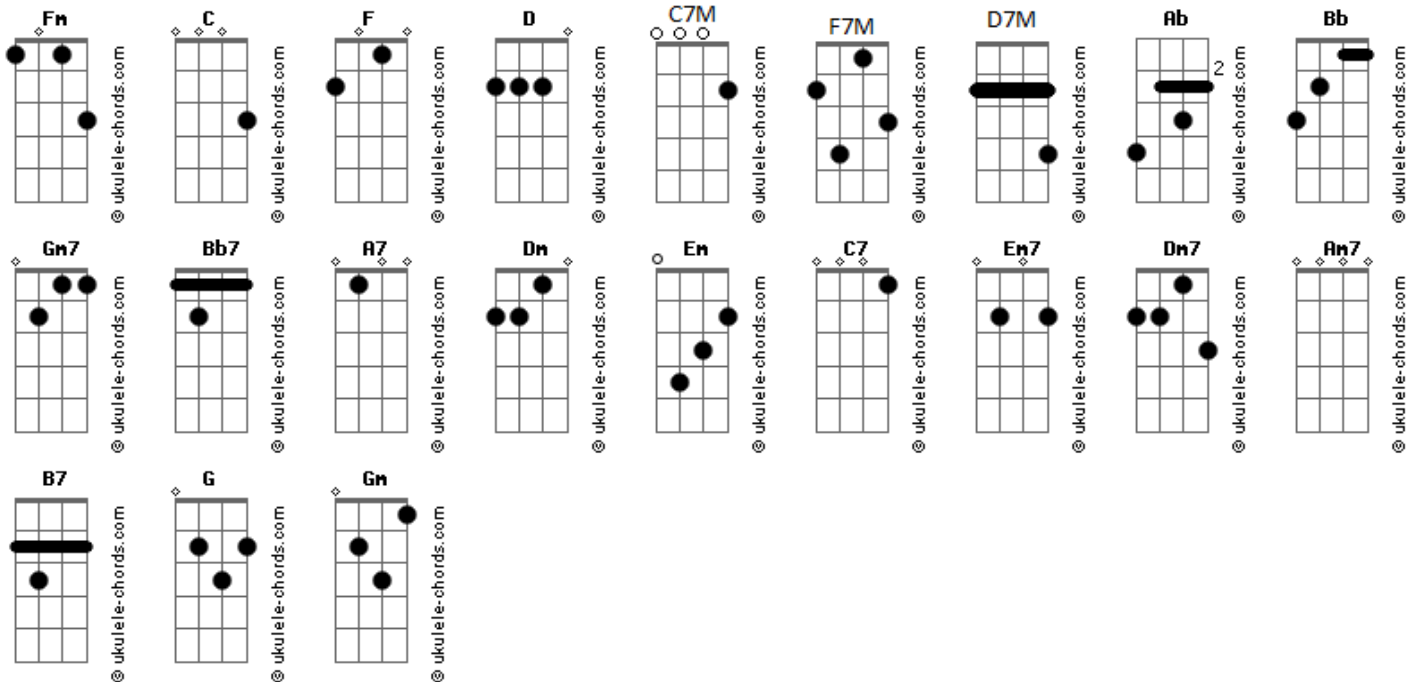 Fm C F D C7M F7M D7M Ab Bb
2
© ukulele-chords.com © ukulele-chords.com © ukulele-chords.com © ukulele-chords.com © ukulele-chords.com © ukulele-chords.com © ukulele-chords.com © ukulele-chords.com © ukulele-chords.com
Gm7 Bb7 A7 Dm Em C7 Em7 Dm7 Am7
© ukulele-chords.com © ukulele-chords.com © ukulele-chords.com © ukulele-chords.com © ukulele-chords.com © ukulele-chords.com © ukulele-chords.com © ukulele-chords.com © ukulele-chords.com
B7 G Gm
© ukulele-chords.com © ukulele-chords.com © ukulele-chords.com